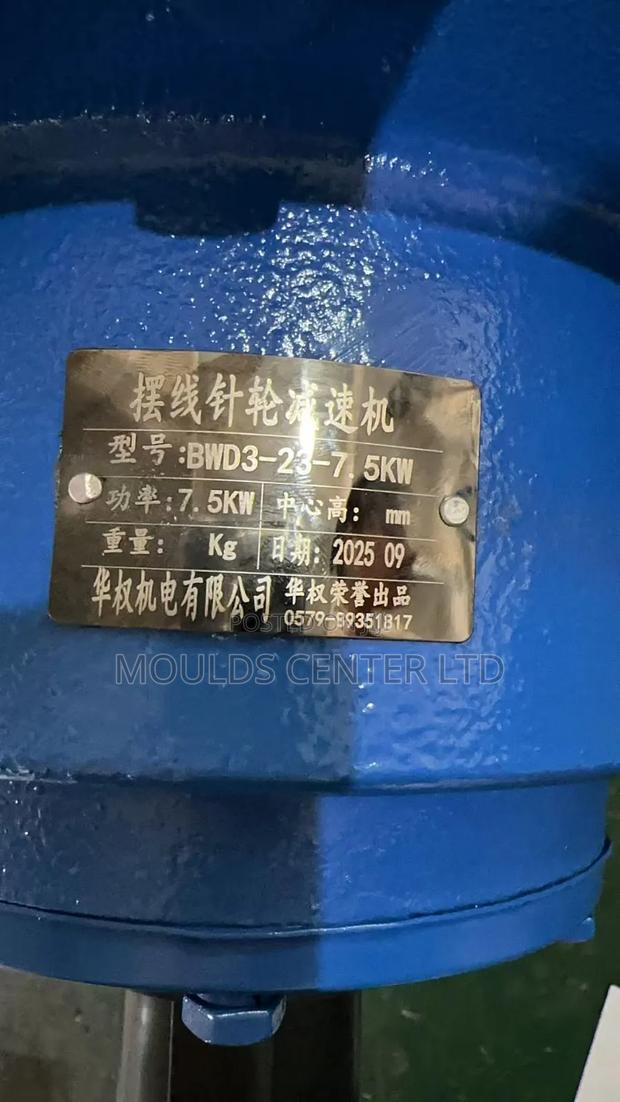 摆线针轮减速机
型号:BWD3-23-7.5KW
功率:7.5KW 中心高: mm
重量: Kg 日期: 2025 09
华权机电有限公司 华权荣誉出品
0579-89351817
POSTED ON
MOULDS CENTER LTD